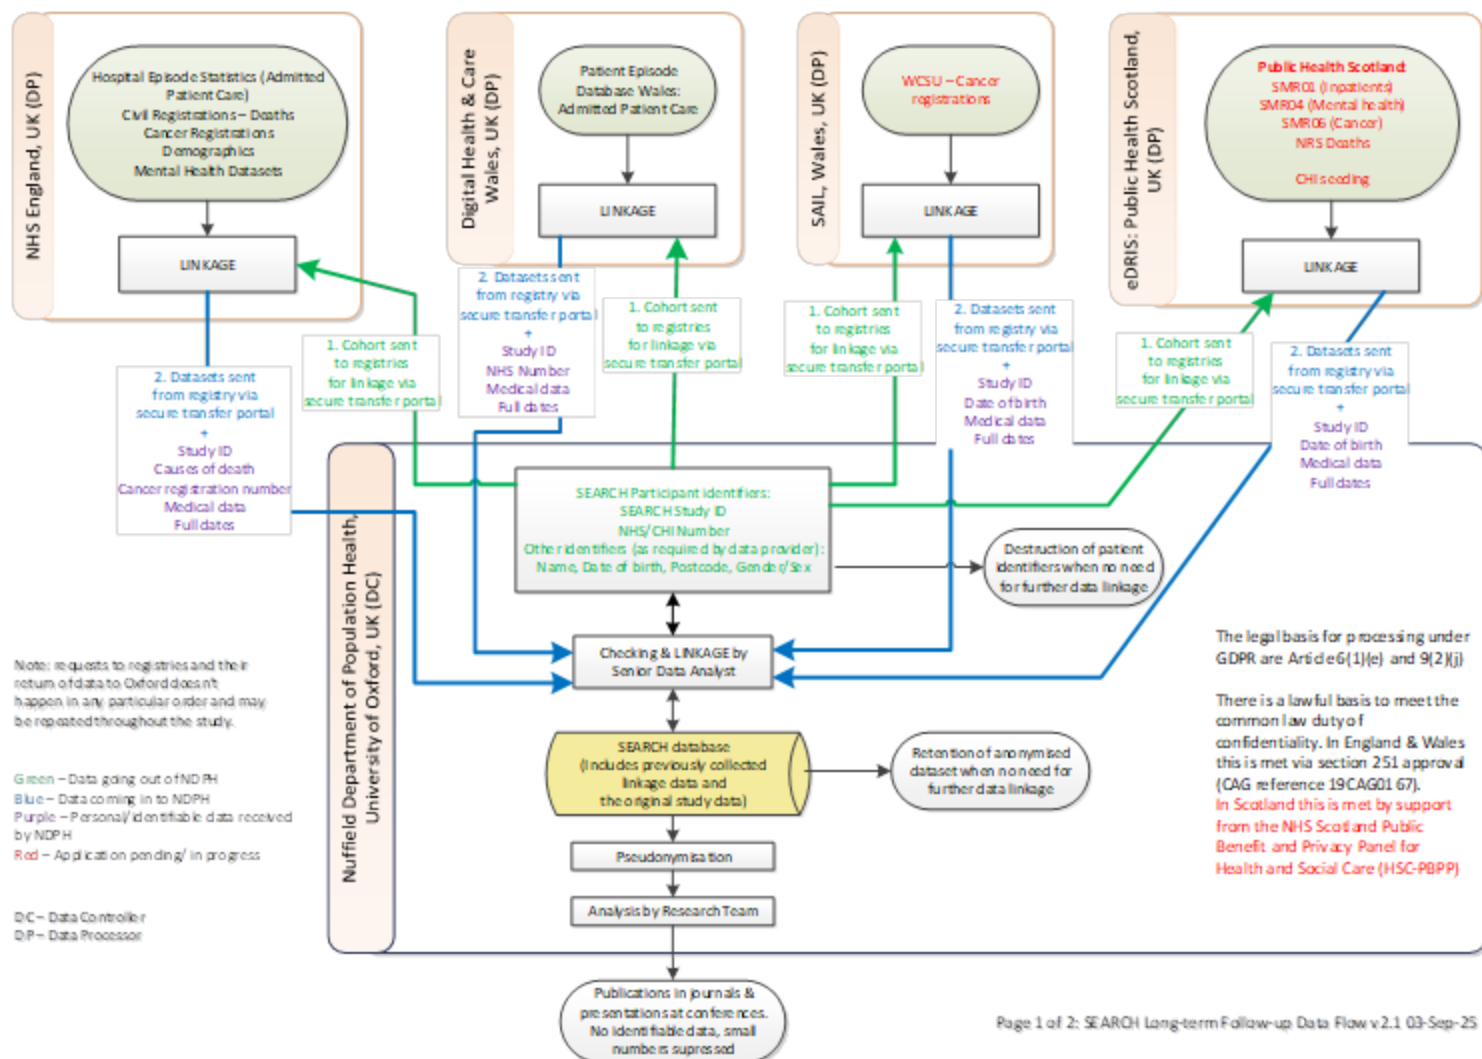 NHS England, UK (DP)
Hospital Episode Statistics (Admitted
Patient Care)
Civil Registrations – Deaths
Cancer Registrations
Demographics
Mental Health Datasets
LINKAGE
Digital Health & Care
Wales, UK (DP)
Patient Episode
Database Wales:
Admitted Patient Care
LINKAGE
SAIL, Wales, UK (DP)
WCSU – Cancer
registrations
LINKAGE
eDRIS: Public Health Scotland,
UK (DP)
Public Health Scotland:
SMR01 (Inpatients)
SMR04 (Mental health)
SMR06 (Cancer)
NRS Deaths
CHI seeding
LINKAGE
2. Datasets sent
from registry via
secure transfer portal
+
Study ID
Causes of death
Cancer registration number
Medical data
Full dates
1. Cohort sent
to registries
for linkage via
secure transfer portal
2. Datasets sent
from registry via
secure transfer portal
+
Study ID
NHS Number
Medical data
Full dates
1. Cohort sent
to registries
for linkage via
secure transfer portal
1. Cohort sent
to registries
for linkage via
secure transfer portal
2. Datasets sent
from registry via
secure transfer portal
+
Study ID
Date of birth
Medical data
Full dates
1. Cohort sent
to registries
for linkage via
secure transfer portal
2. Datasets sent
from registry via
secure transfer portal
+
Study ID
Date of birth
Medical data
Full dates
Nuffield Department of Population Health,
University of Oxford, UK (DC)
SEARCH Participant identifiers:
SEARCH Study ID
NHS/CHI Number
Other identifiers (as required by data provider):
Name, Date of birth, Postcode, Gender/Sex
Destruction of patient
identifiers when no need
for further data linkage
Checking & LINKAGE by
Senior Data Analyst
SEARCH database
(Includes previously collected
linkage data and
the original study data)
Retention of anonymised
dataset when no need for
further data linkage
Pseudonymisation
Analysis by Research Team
Publications in journals &
presentations at conferences.
No identifiable data, small
numbers supressed
The legal basis for processing under
GDPR are Article 6(1)(e) and 9(2)(j)
There is a lawful basis to meet the
common law duty of
confidentiality. In England & Wales
this is met via section 251 approval
(CAG reference 19CAG0167).
In Scotland this is met by support
from the NHS Scotland Public
Benefit and Privacy Panel for
Health and Social Care (HSC-PBPP)
Note: requests to registries and their
return of data to Oxford doesn't
happen in any particular order and may
be repeated throughout the study.
Green – Data going out of NDPH
Blue – Data coming in to NDPH
Purple – Personal/identifiable data received
by NDPH
Red – Application pending/ in progress
DC – Data Controller
DP – Data Processor
Page 1 of 2: SEARCH Long-term Follow-up Data Flow v2.1 03-Sep-25